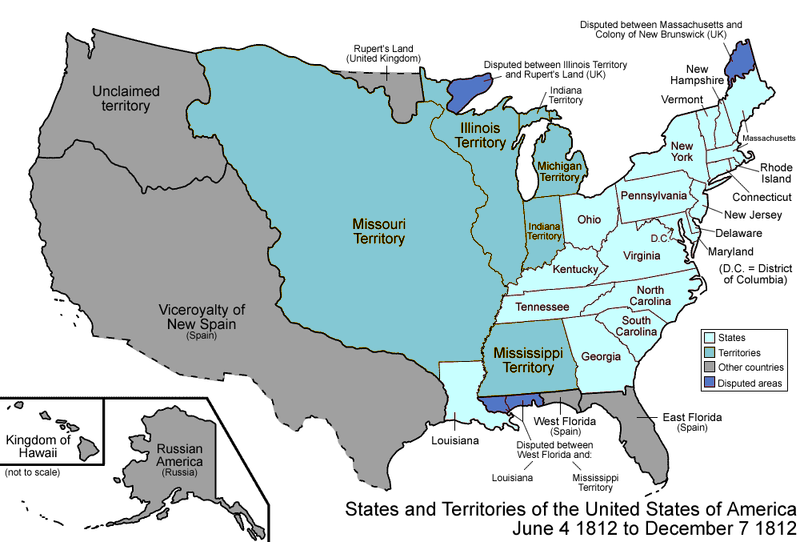 Disputed between Massachusetts and
Colony of New Brunswick (UK)
Rupert's Land
(United Kingdom)
Disputed between Illinois Territory
and Rupert's Land (UK)
New
Hampshire
Unclaimed
territory
Indiana
Territory
Vermont
Illinois
Territory
Massachusetts
New
York
Michigan
Territory
Rhode
Island
Pennsylvania
Connecticut
Missouri
Territory
Ohio
New Jersey
Indiana
Territory
D.C.
Delaware
Virginia
Maryland
Kentucky
(D.C. = District
of Columbia)
North
Carolina
Tennessee
Viceroyalty of
New Spain
(Spain)
South
Carolina
States
Mississippi
Territory
Georgia
Territories
Other countries
Disputed areas
West Florida
(Spain)
East Florida
(Spain)
Louisiana
Disputed between
West Florida and:
Louisiana
Mississippi
Territory
Kingdom of
Hawaii
(not to scale)
Russian
America
(Russia)
States and Territories of the United States of America
June 4 1812 to December 7 1812